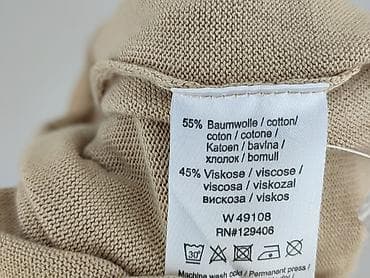 55% Baumwolle / cotton/
coton / cotone /
Katoen / bavlna /
хлопок / bomull
45% Viskose / viscose /
viscosa / viskozal
вискоза / viskos
W 49108
RN#129406
30°
Machine wash cold / Permanent press /